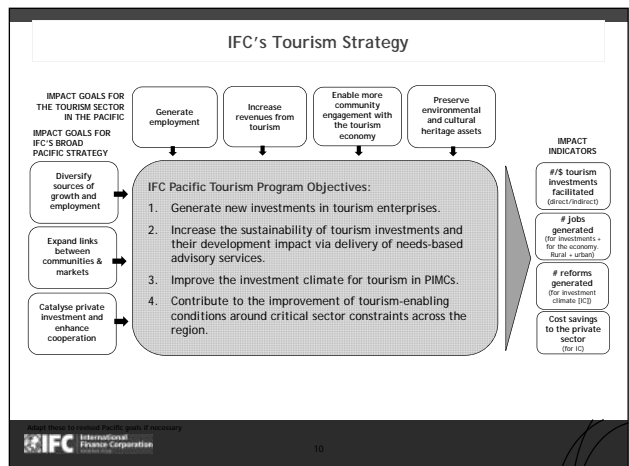 IFC's Tourism Strategy
IMPACT GOALS FOR
THE TOURISM SECTOR
IN THE PACIFIC
Generate
employment
Increase
revenues from
tourism
Enable more
community
engagement with
the tourism
economy
Preserve
environmental
and cultural
heritage assets
IMPACT GOALS FOR
IFC'S BROAD
PACIFIC STRATEGY
Diversify
sources of
growth and
employment
Expand links
between
communities &
markets
Catalyse private
investment and
enhance
cooperation
IFC Pacific Tourism Program Objectives:
1. Generate new investments in tourism enterprises.
2. Increase the sustainability of tourism investments and
their development impact via delivery of needs-based
advisory services.
3. Improve the investment climate for tourism in PIMCs.
4. Contribute to the improvement of tourism-enabling
conditions around critical sector constraints across the
region.
IMPACT
INDICATORS
#/$ tourism
investments
facilitated
(direct/indirect)
# jobs
generated
(for investments +
for the economy.
Rural + urban)
# reforms
generated
(for investment
climate [IC])
Cost savings
to the private
sector
(for IC)
Adapt these to revised Pacific goals if necessary
IFC International
Finance Corporation
10